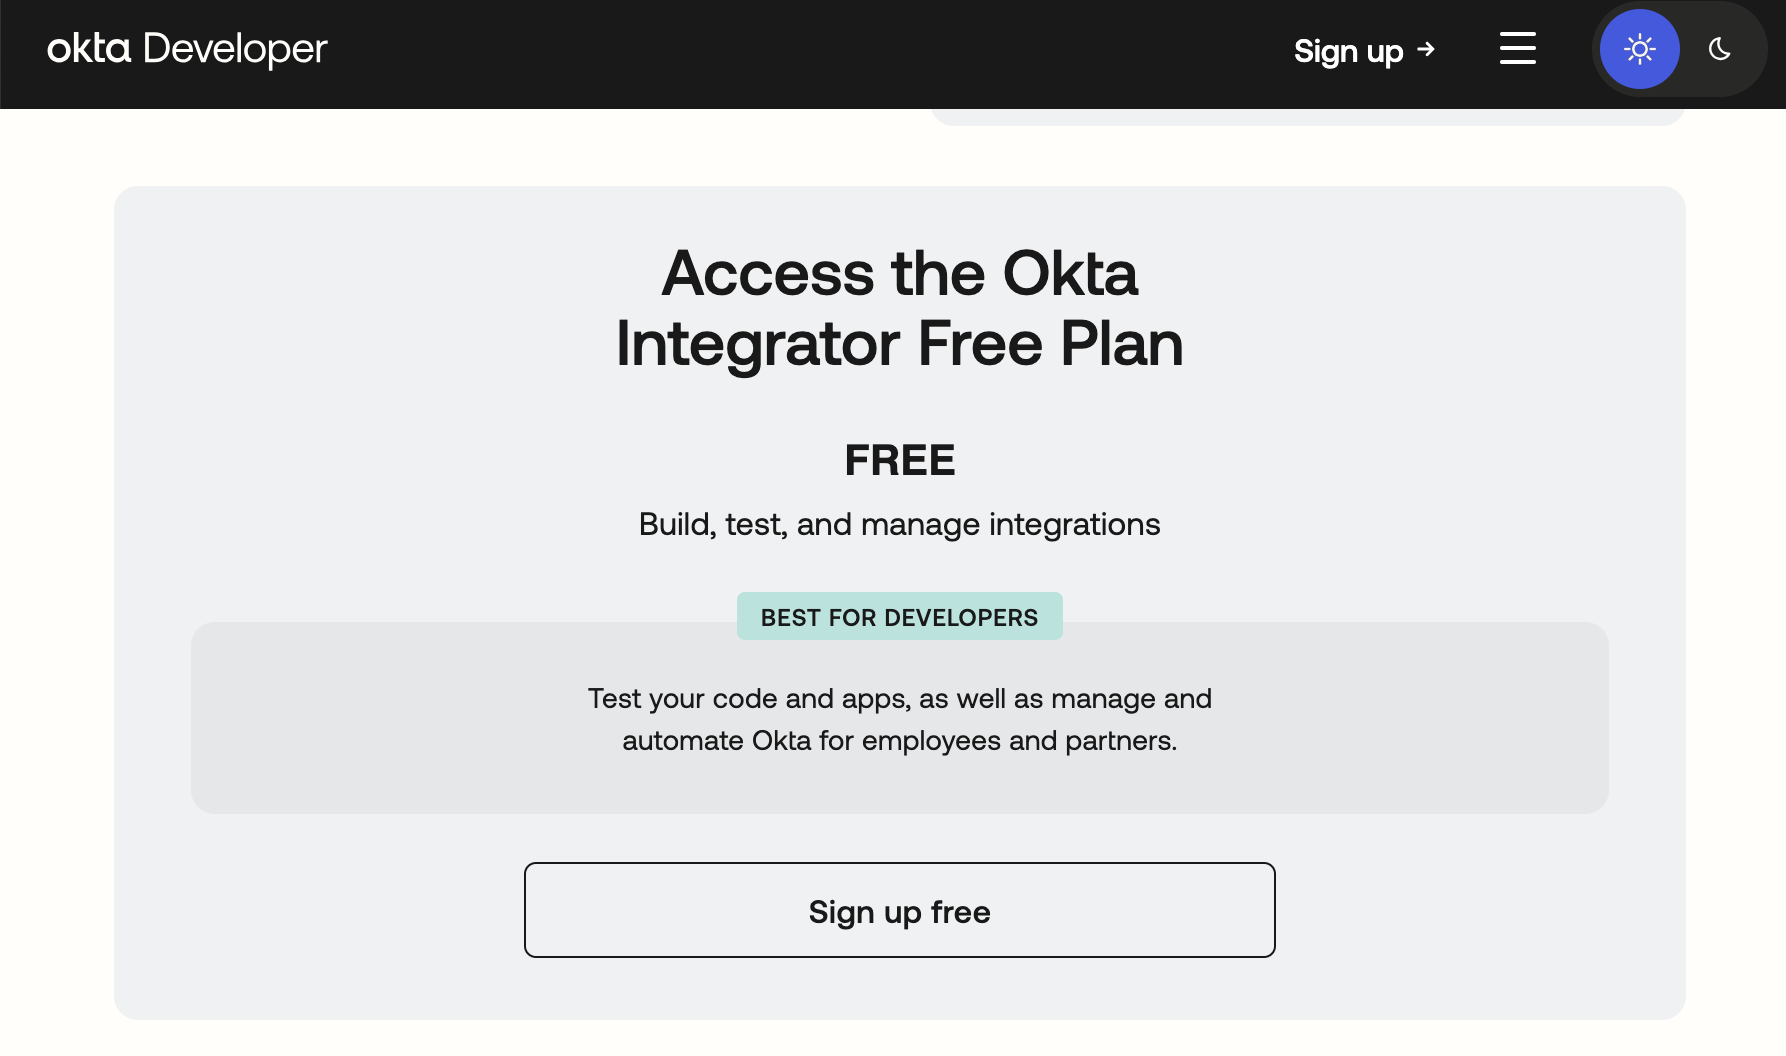 okta Developer
Sign up →
Access the Okta
Integrator Free Plan
FREE
Build, test, and manage integrations
BEST FOR DEVELOPERS
Test your code and apps, as well as manage and
automate Okta for employees and partners.
Sign up free